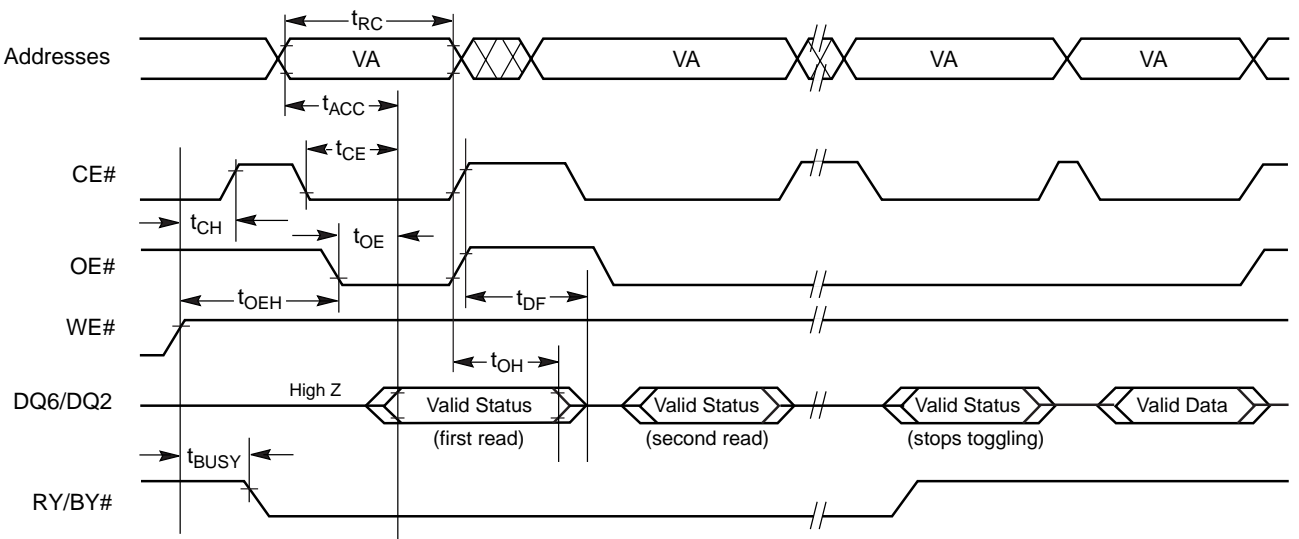 tRC
Addresses VA VA VA VA
tACC
tCE
CE#
tCH
tOE
OE#
tOEH
tDF
WE#
tOH
High Z
DQ6/DQ2 Valid Status Valid Status Valid Status Valid Data
(first read) (second read) (stops toggling)
tBUSY
RY/BY#